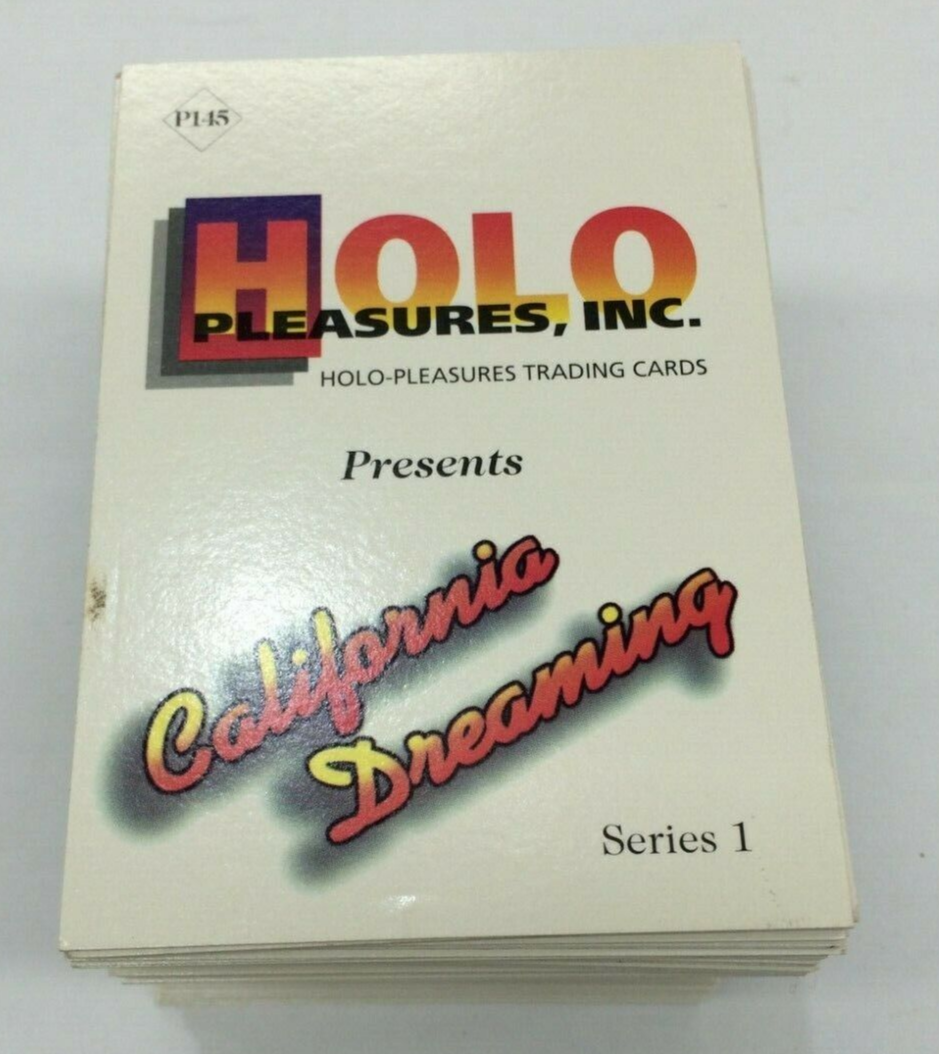 P145
HOLO
PLEASURES, INC.
HOLO-PLEASURES TRADING CARDS
Presents
California
Dreaming
Series 1